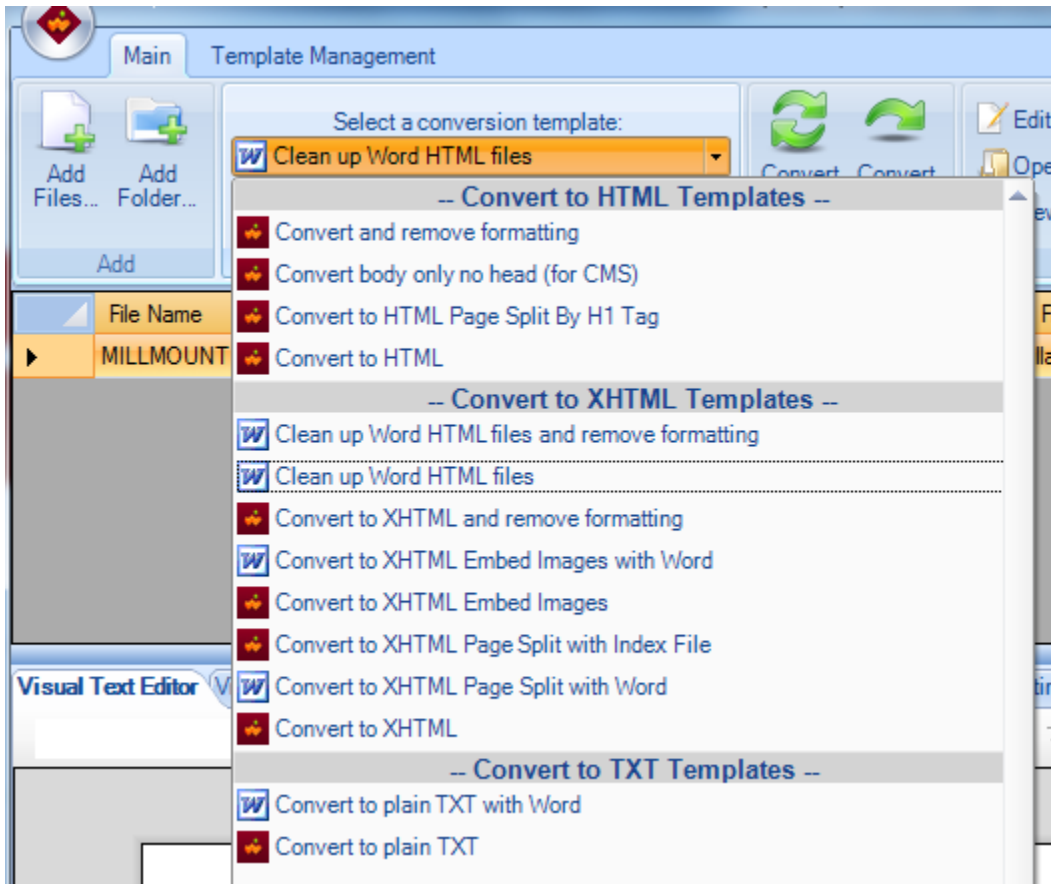 Main Template Management
Select a conversion template:
Clean up Word HTML files
Add Files...
Add Folder...
Convert Convert
Edit
Add
-- Convert to HTML Templates --
Convert and remove formatting
Convert body only no head (for CMS)
Convert to HTML Page Split By H1 Tag
Convert to HTML
-- Convert to XHTML Templates --
Clean up Word HTML files and remove formatting
Clean up Word HTML files
Convert to XHTML and remove formatting
Convert to XHTML Embed Images with Word
Convert to XHTML Embed Images
Convert to XHTML Page Split with Index File
Convert to XHTML Page Split with Word
Convert to XHTML
-- Convert to TXT Templates --
Convert to plain TXT with Word
Convert to plain TXT
File Name
MILLMOUNT
Visual Text Editor